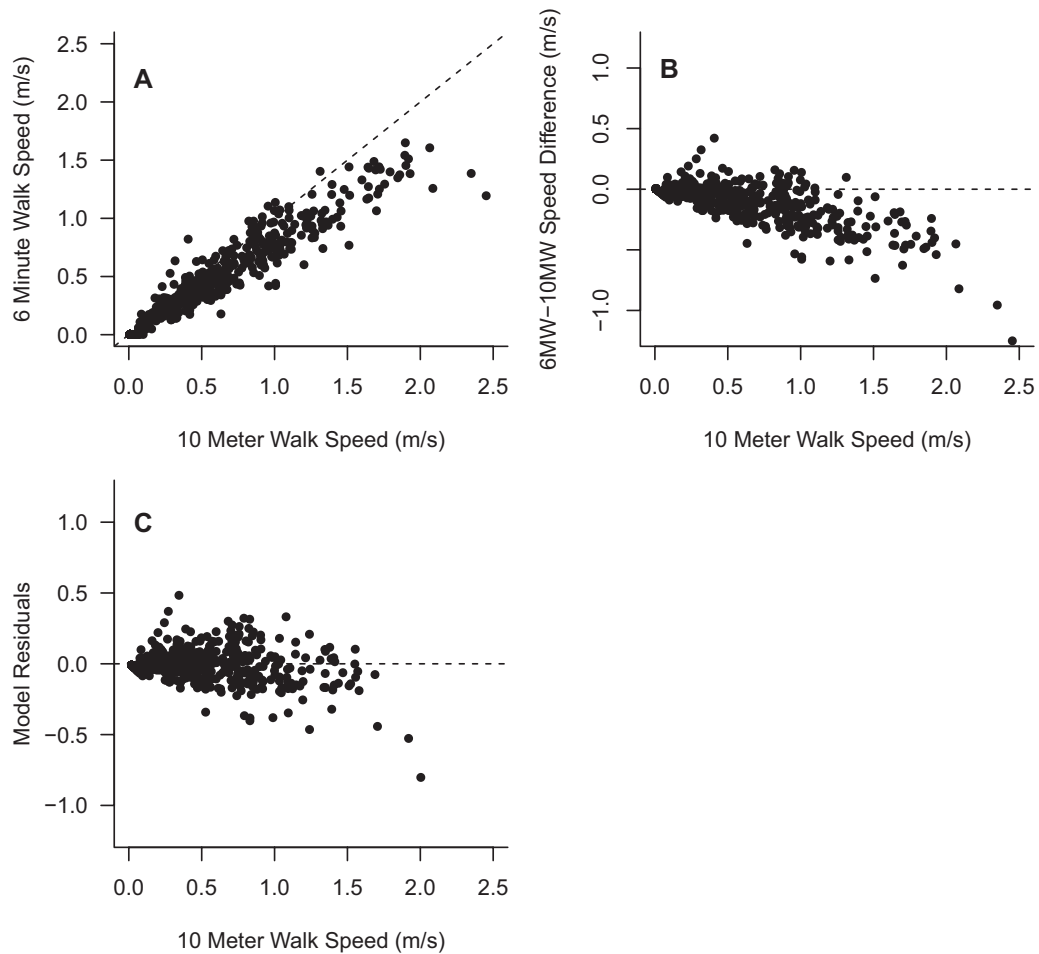 A
6 Minute Walk Speed (m/s)
2.5
2.0
1.5
1.0
0.5
0.0
0.0 0.5 1.0 1.5 2.0 2.5
10 Meter Walk Speed (m/s)
B
6MW−10MW Speed Difference (m/s)
1.0
0.5
0.0
−1.0
0.0 0.5 1.0 1.5 2.0 2.5
10 Meter Walk Speed (m/s)
C
Model Residuals
1.0
0.5
0.0
−0.5
−1.0
0.0 0.5 1.0 1.5 2.0 2.5
10 Meter Walk Speed (m/s)